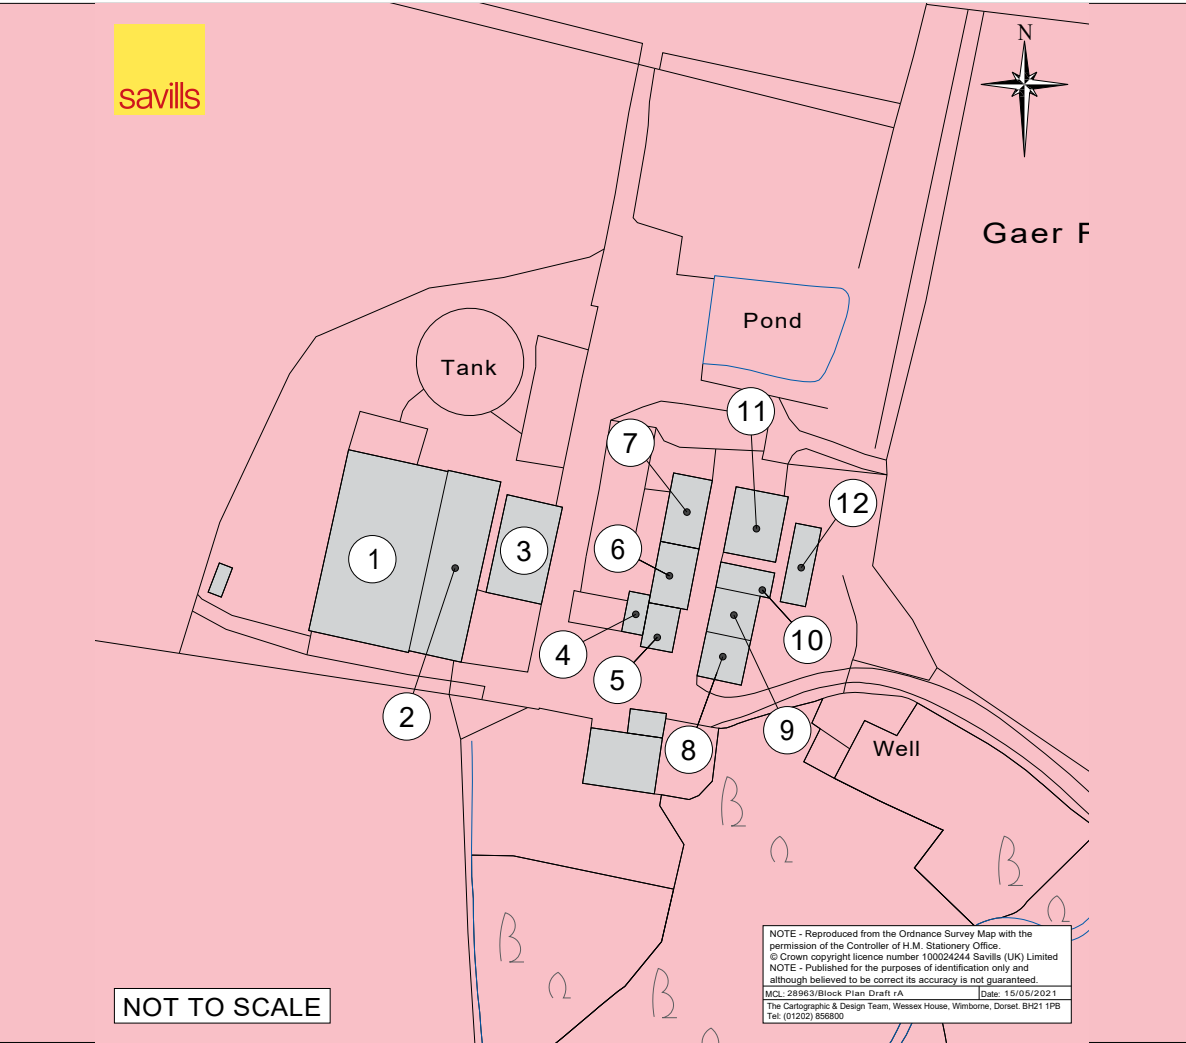 savills
N
Gaer F
Pond
Tank
11
7
12
3
1
6
10
4
5
2
9
8
Well
NOTE - Reproduced from the Ordnance Survey Map with the
permission of the Controller of H.M. Stationery Office.
© Crown copyright licence number 100024244 Savills (UK) Limited
NOTE - Published for the purposes of identification only and
although believed to be correct its accuracy is not guaranteed.
MCL: 28963/Block Plan Draft rA Date: 15/05/2021
The Cartographic & Design Team, Wessex House, Wimborne, Dorset. BH21 1PB
Tel: (01202) 856800
NOT TO SCALE